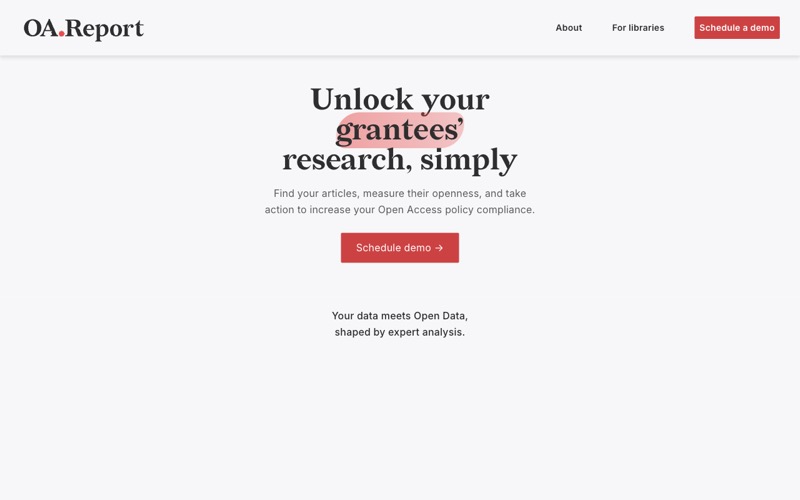 OA.Report
About
For libraries
Schedule a demo
Unlock your
grantees’
research, simply
Find your articles, measure their openness, and take
action to increase your Open Access policy compliance.
Schedule demo →
Your data meets Open Data,
shaped by expert analysis.